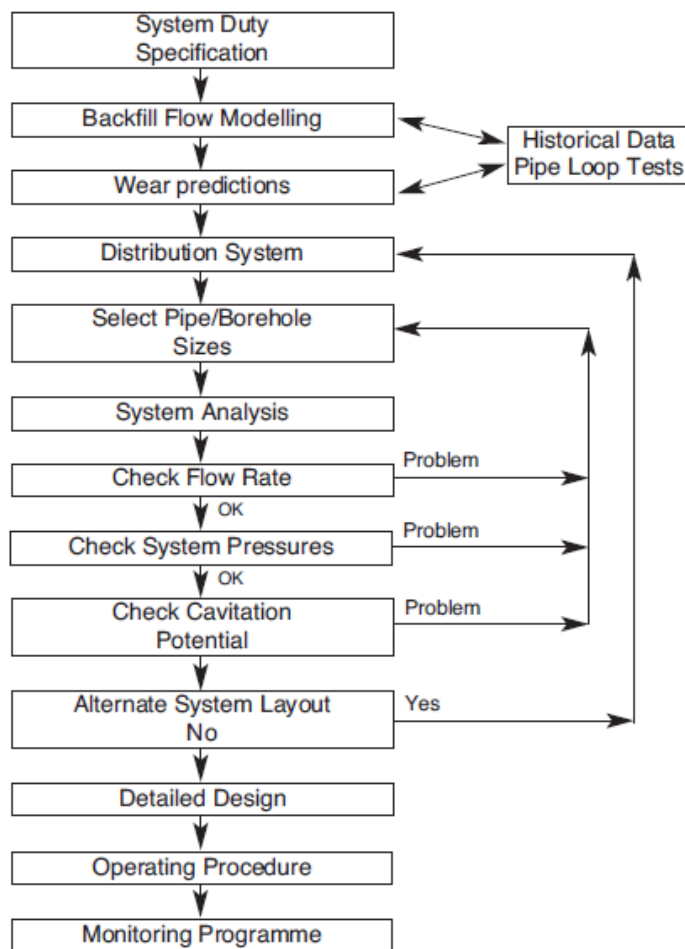 System Duty
Specification
Backfill Flow Modelling
Historical Data
Pipe Loop Tests
Wear predictions
Distribution System
Select Pipe/Borehole
Sizes
System Analysis
Check Flow Rate
Problem
OK
Check System Pressures
Problem
OK
Check Cavitation
Potential
Problem
Alternate System Layout
No
Yes
Detailed Design
Operating Procedure
Monitoring Programme